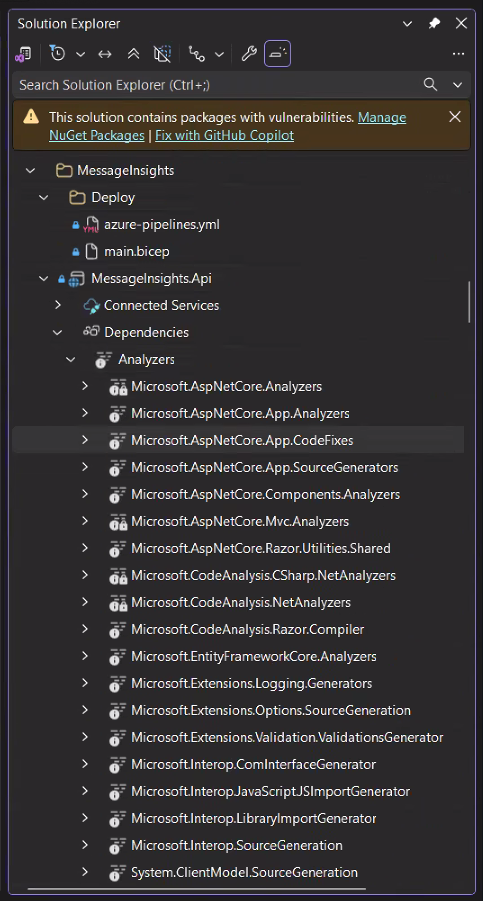 Solution Explorer
Search Solution Explorer (Ctrl+;)
This solution contains packages with vulnerabilities. Manage
NuGet Packages | Fix with GitHub Copilot
MessageInsights
Deploy
YML azure-pipelines.yml
main.bicep
MessageInsights.Api
Connected Services
Dependencies
Analyzers
Microsoft.AspNetCore.Analyzers
Microsoft.AspNetCore.App.Analyzers
Microsoft.AspNetCore.App.CodeFixes
Microsoft.AspNetCore.App.SourceGenerators
Microsoft.AspNetCore.Components.Analyzers
Microsoft.AspNetCore.Mvc.Analyzers
Microsoft.AspNetCore.Razor.Utilities.Shared
Microsoft.CodeAnalysis.CSharp.NetAnalyzers
Microsoft.CodeAnalysis.NetAnalyzers
Microsoft.CodeAnalysis.Razor.Compiler
Microsoft.EntityFrameworkCore.Analyzers
Microsoft.Extensions.Logging.Generators
Microsoft.Extensions.Options.SourceGeneration
Microsoft.Extensions.Validation.ValidationsGenerator
Microsoft.Interop.ComInterfaceGenerator
Microsoft.Interop.JavaScript.JSImportGenerator
Microsoft.Interop.LibraryImportGenerator
Microsoft.Interop.SourceGeneration
System.ClientModel.SourceGeneration